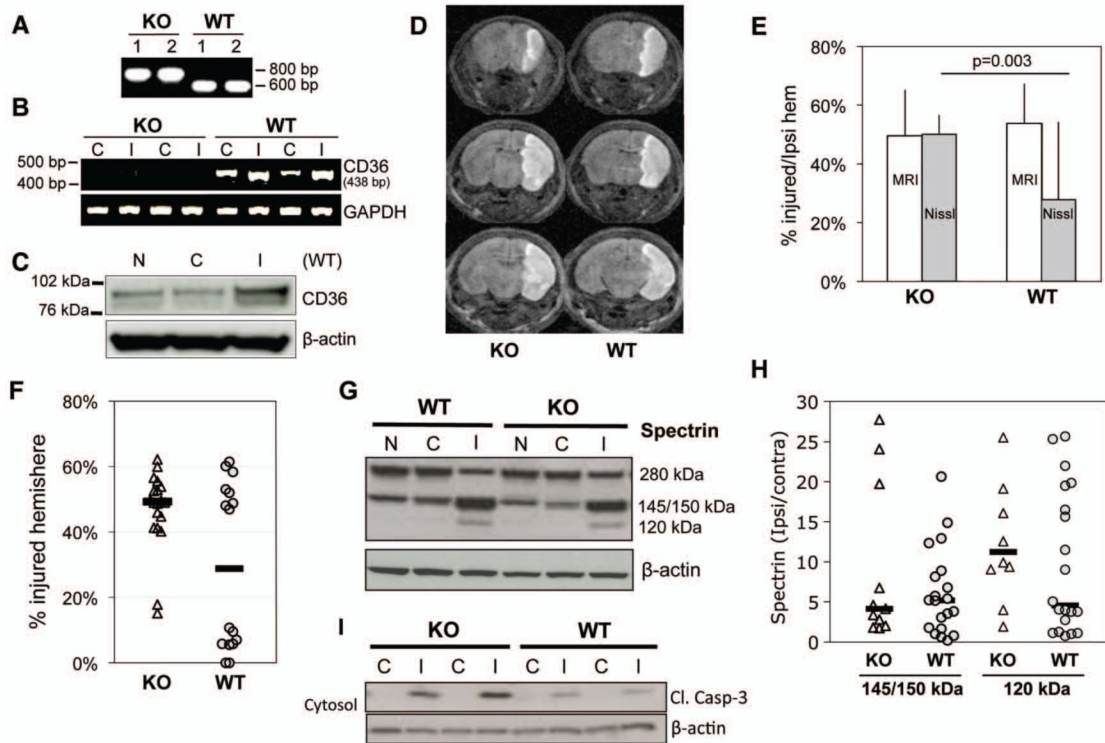 A
KO WT
1 2 1 2
800 bp
600 bp
B
KO WT
C I C I C I C I
500 bp
400 bp
CD36
(438 bp)
GAPDH
C
N C I (WT)
102 kDa
76 kDa
CD36
β-actin
D
KO WT
E
80%
60%
40%
20%
0%
% injured/Ipsi hem
p=0.003
MRI
Nissl
MRI
Nissl
KO WT
F
80%
60%
40%
20%
0%
% injured hemishere
KO WT
G
WT KO
N C I N C I
Spectrin
280 kDa
145/150 kDa
120 kDa
β-actin
H
30
25
20
15
10
5
0
Spectrin (Ipsi/contra)
KO WT KO WT
145/150 kDa 120 kDa
I
KO WT
C I C I C I C I
Cytosol
Cl. Casp-3
β-actin